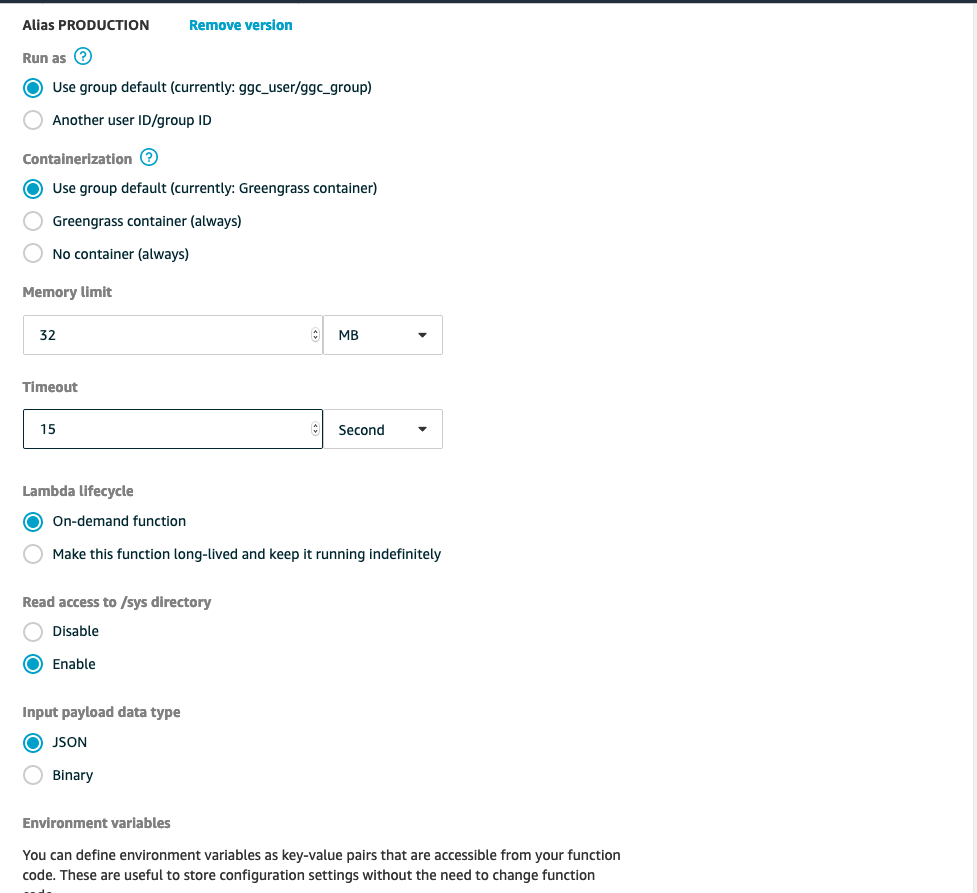 Alias PRODUCTION Remove version
Run as ?
Use group default (currently: ggc_user/ggc_group)
Another user ID/group ID
Containerization ?
Use group default (currently: Greengrass container)
Greengrass container (always)
No container (always)
Memory limit
32 MB
Timeout
15 Second
Lambda lifecycle
On-demand function
Make this function long-lived and keep it running indefinitely
Read access to /sys directory
Disable
Enable
Input payload data type
JSON
Binary
Environment variables
You can define environment variables as key-value pairs that are accessible from your function
code. These are useful to store configuration settings without the need to change function